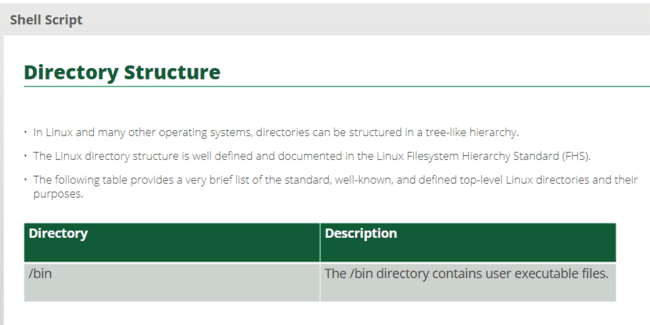 Shell Script
Directory Structure
• In Linux and many other operating systems, directories can be structured in a tree-like hierarchy.
• The Linux directory structure is well defined and documented in the Linux Filesystem Hierarchy Standard (FHS).
• The following table provides a very brief list of the standard, well-known, and defined top-level Linux directories and their
purposes.
Directory Description
/bin The /bin directory contains user executable files.